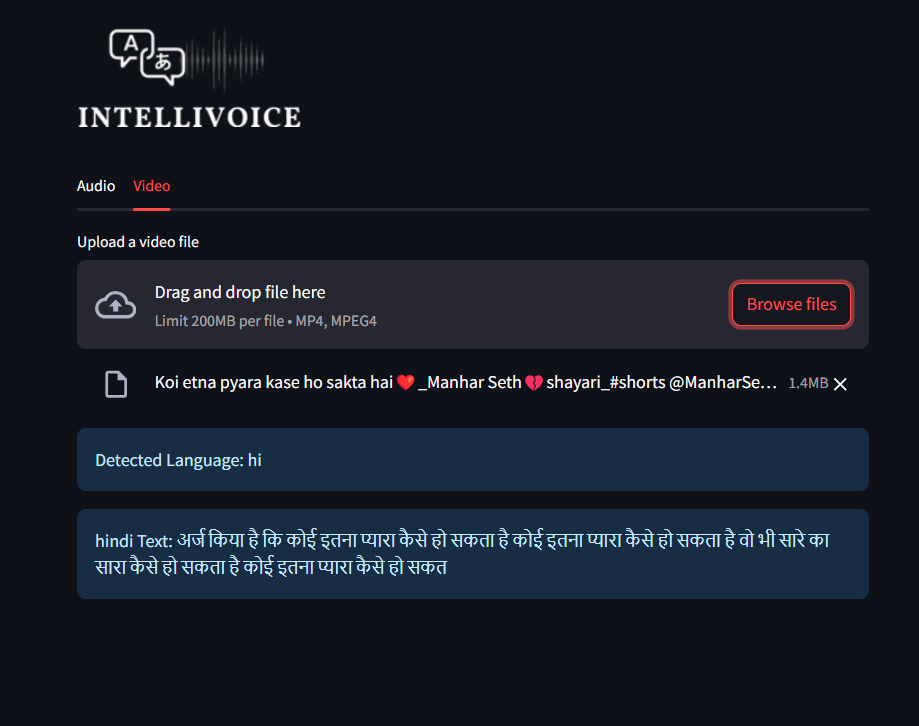 A あ
INTELLIVOICE
Audio Video
Upload a video file
Drag and drop file here
Limit 200MB per file • MP4, MPEG4
Browse files
Koi etna pyara kase ho sakta hai❤️_Manhar Seth💔shayari_#shorts @ManharSe... 1.4MB
Detected Language: hi
hindi Text: अर्ज किया है कि कोई इतना प्यारा कैसे हो सकता है कोई इतना प्यारा कैसे हो सकता है वो भी सारे का
सारा कैसे हो सकता है कोई इतना प्यारा कैसे हो सकत